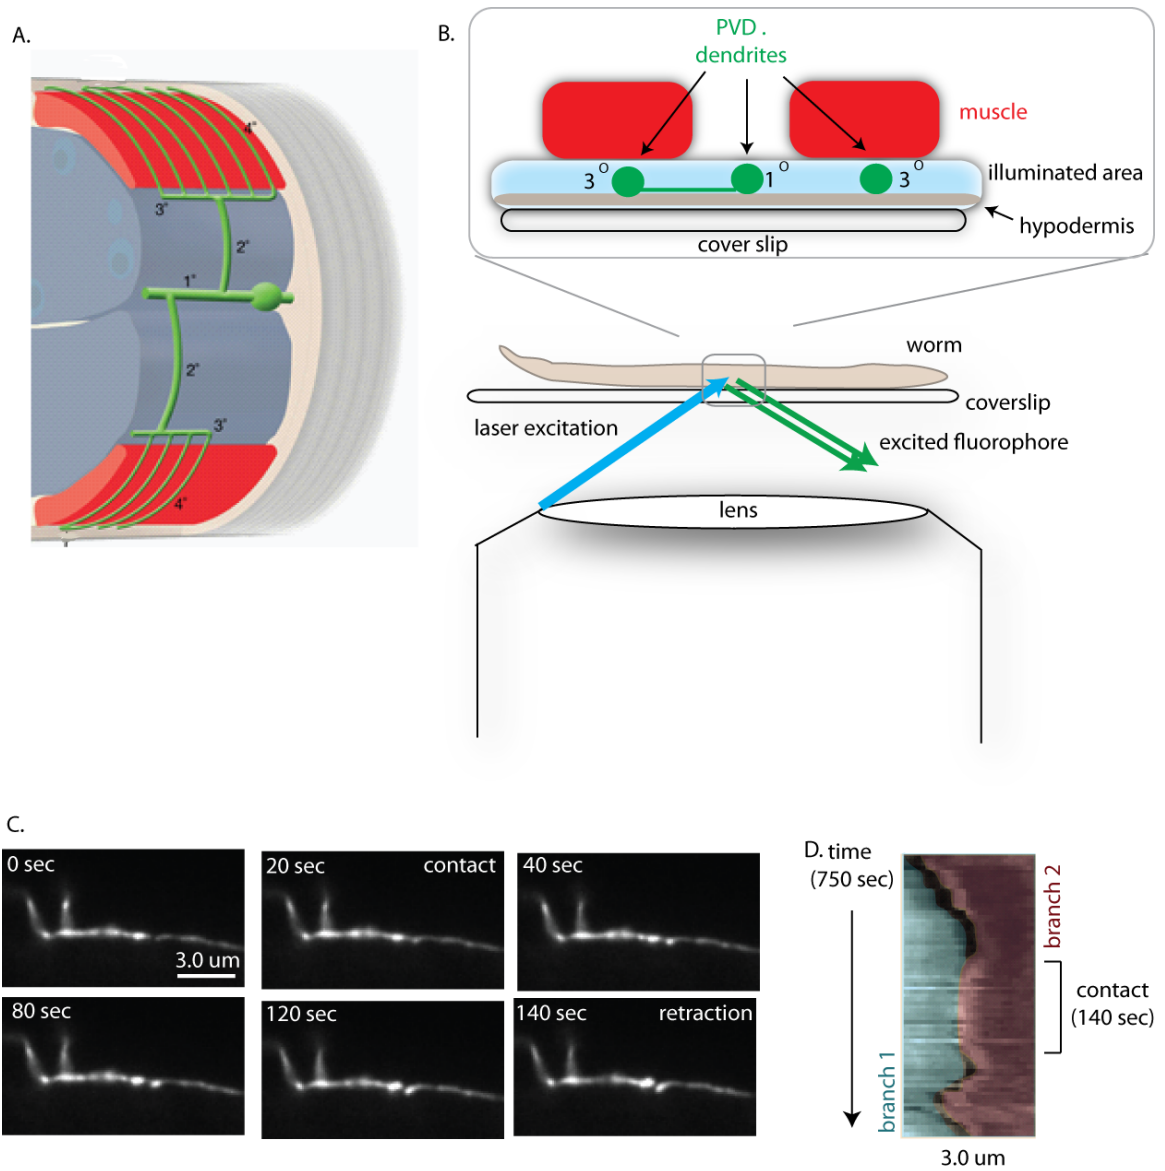 A.
4°
3°
2°
1°
2°
3°
4°
B.
PVD .
dendrites
muscle
3° 1° 3°
illuminated area
hypodermis
cover slip
worm
coverslip
laser excitation
excited fluorophore
lens
C.
0 sec
3.0 um
20 sec contact
40 sec
80 sec
120 sec
140 sec retraction
D. time
(750 sec)
branch 2
contact
(140 sec)
branch 1
3.0 um